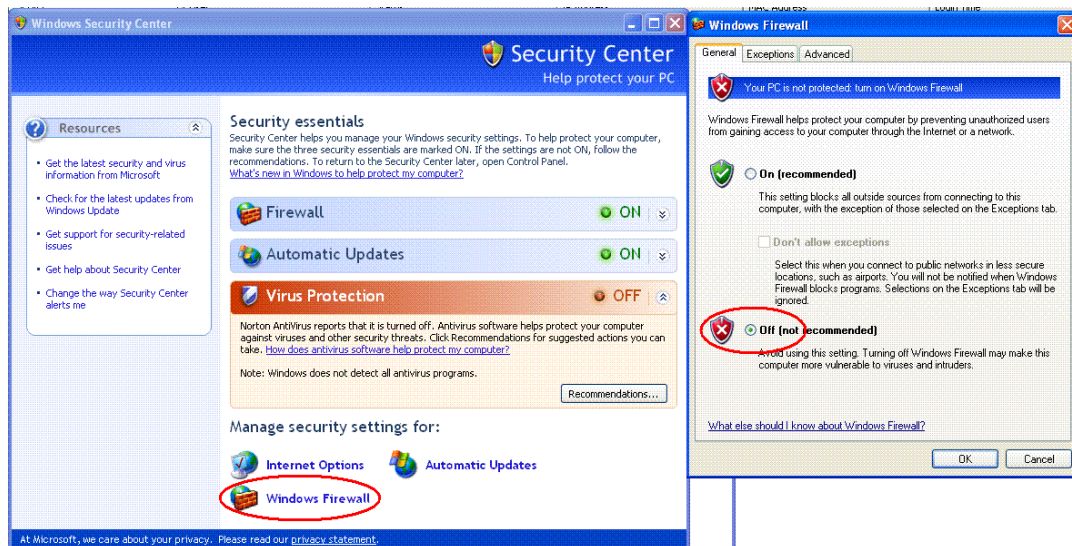 MAC Address
Login Time
Windows Security Center
Security Center
Help protect your PC
Resources
Get the latest security and virus
information from Microsoft
Check for the latest updates from
Windows Update
Get support for security-related
issues
Get help about Security Center
Change the way Security Center
alerts me
Security essentials
Security Center helps you manage your Windows security settings. To help protect your computer,
make sure the three security essentials are marked ON. If the settings are not ON, follow the
recommendations. To return to the Security Center later, open Control Panel.
What's new in Windows to help protect my computer?
Firewall ON
Automatic Updates ON
Virus Protection OFF
Norton AntiVirus reports that it is turned off. Antivirus software helps protect your computer
against viruses and other security threats. Click Recommendations for suggested actions you can
take. How does antivirus software help protect my computer?
Note: Windows does not detect all antivirus programs.
Recommendations...
Manage security settings for:
Internet Options Automatic Updates
Windows Firewall
At Microsoft, we care about your privacy. Please read our privacy statement.
Windows Firewall
General Exceptions Advanced
Your PC is not protected: turn on Windows Firewall
Windows Firewall helps protect your computer by preventing unauthorized users
from gaining access to your computer through the Internet or a network.
On (recommended)
This setting blocks all outside sources from connecting to this
computer, with the exception of those selected on the Exceptions tab.
Don't allow exceptions
Select this when you connect to public networks in less secure
locations, such as airports. You will not be notified when Windows
Firewall blocks programs. Selections on the Exceptions tab will be
ignored.
Off (not recommended)
Avoid using this setting. Turning off Windows Firewall may make this
computer more vulnerable to viruses and intruders.
What else should I know about Windows Firewall?
OK Cancel